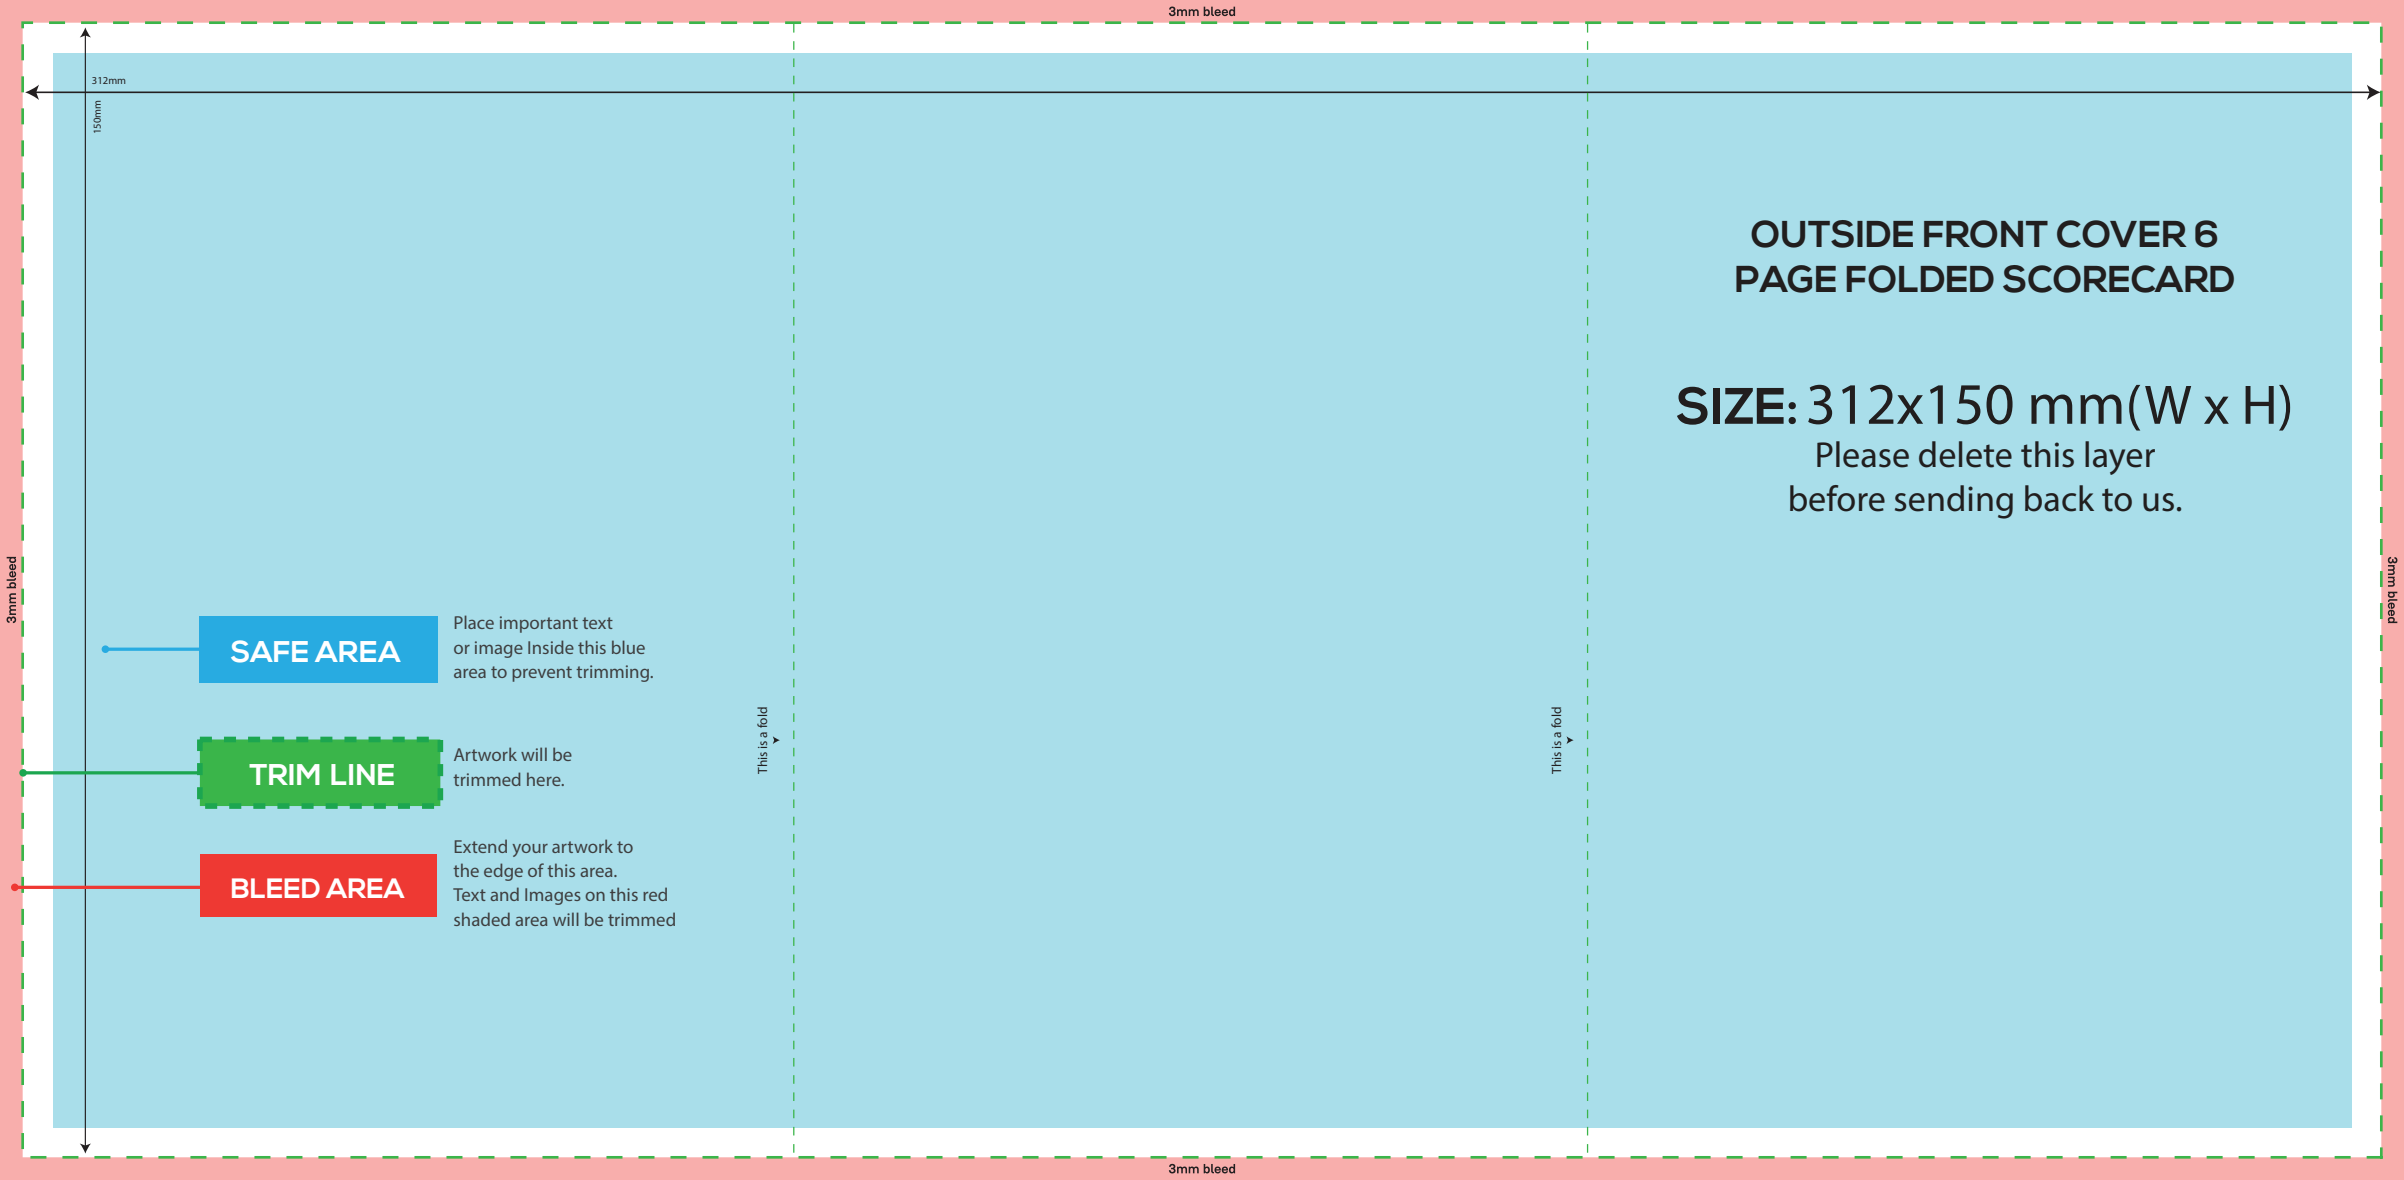 3mm bleed
312mm
150mm
OUTSIDE FRONT COVER 6
PAGE FOLDED SCORECARD
SIZE: 312x150 mm(W x H)
Please delete this layer
before sending back to us.
3mm bleed
3mm bleed
SAFE AREA
Place important text
or image Inside this blue
area to prevent trimming.
This is a fold
This is a fold
TRIM LINE
Artwork will be
trimmed here.
BLEED AREA
Extend your artwork to
the edge of this area.
Text and Images on this red
shaded area will be trimmed
3mm bleed